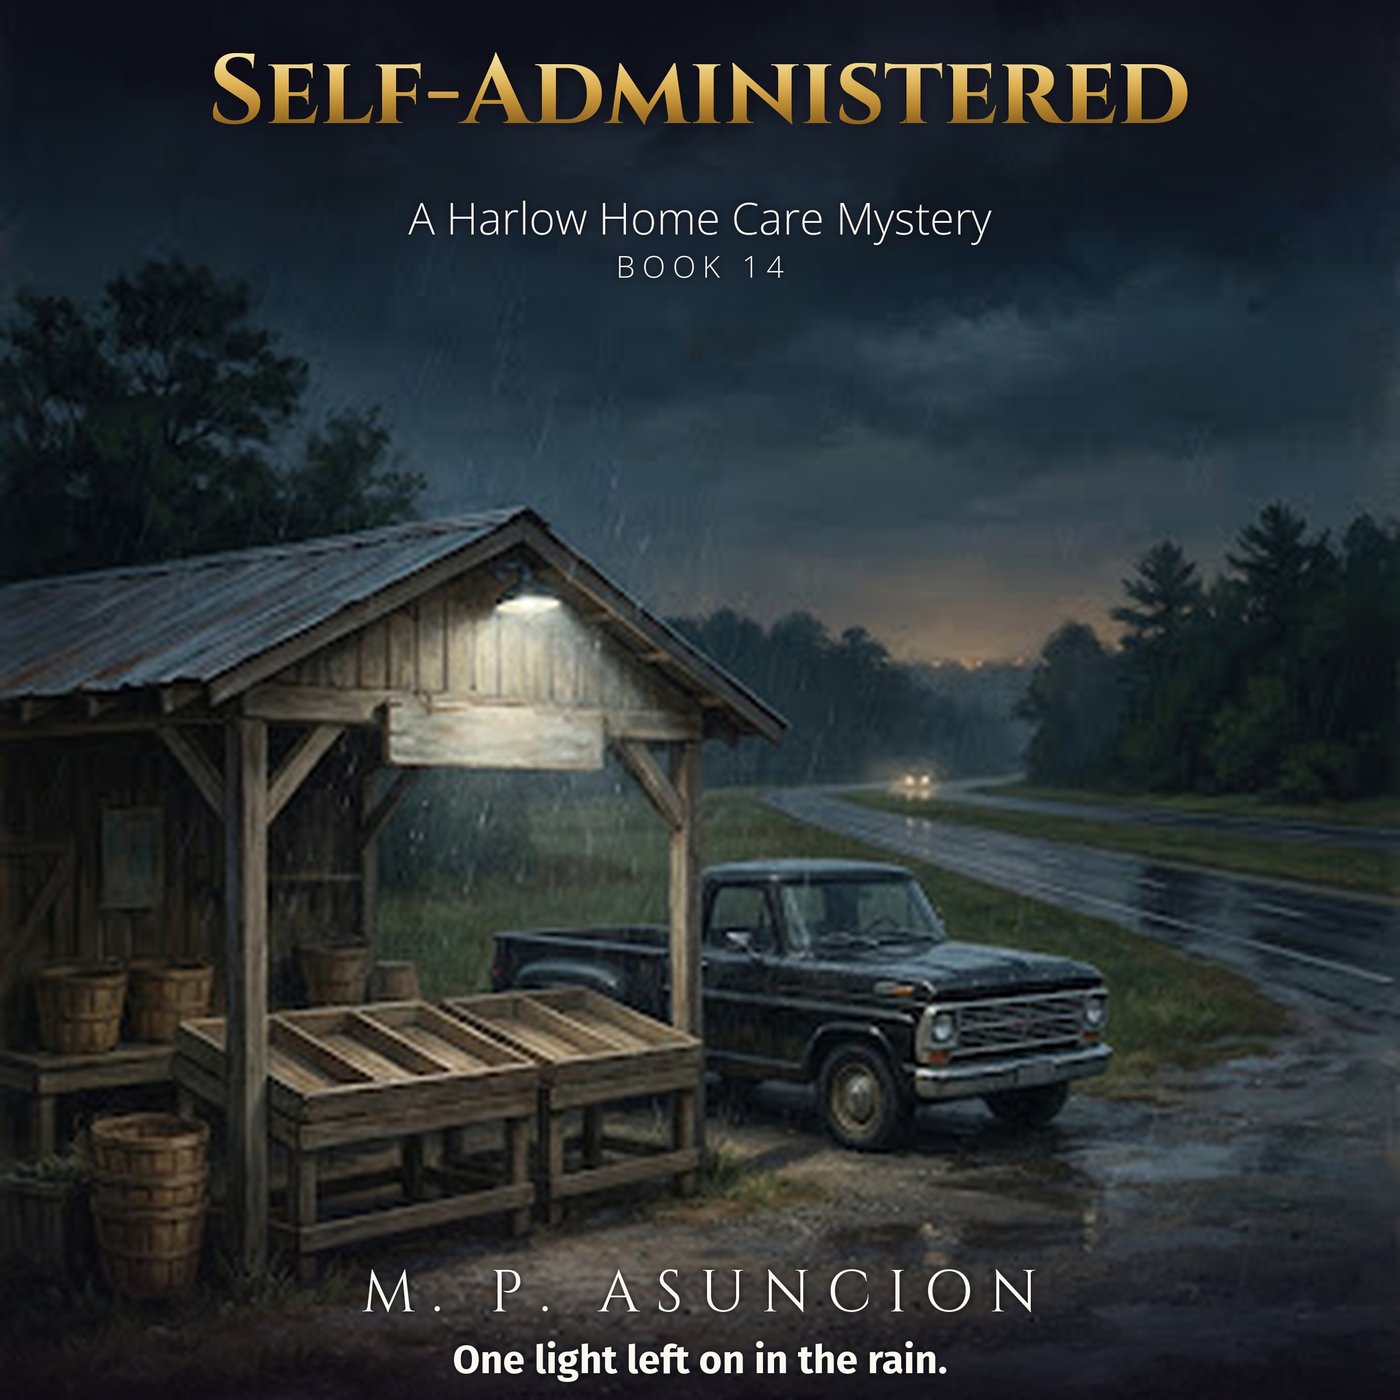 Self-Administered
A Harlow Home Care Mystery
BOOK 14
M. P. ASUNCION
One light left on in the rain.